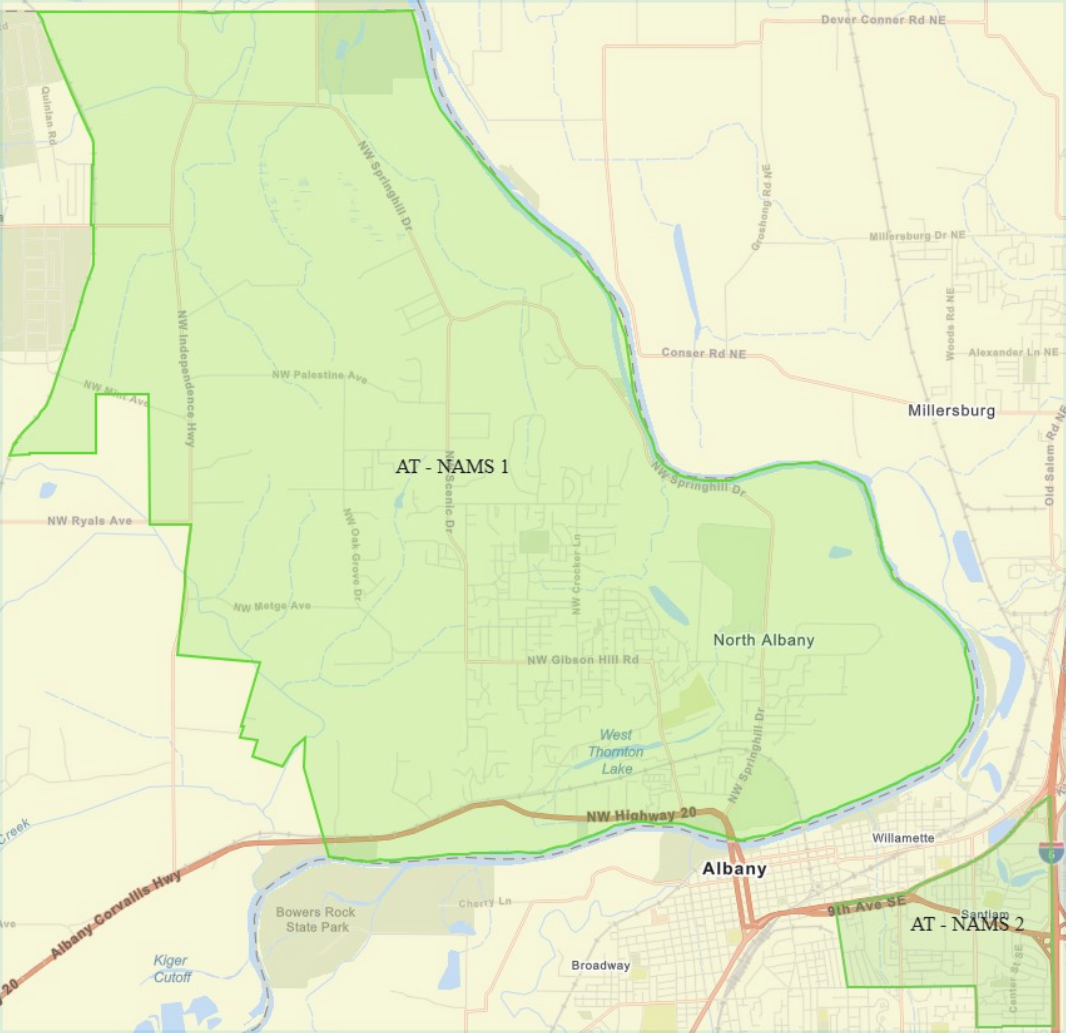 Dever Conner Rd NE
Quinlan Rd
NW Springhill Dr
Groshong Rd NE
Millersburg Dr NE
Woods Rd NE
NW Independence Hwy
Conser Rd NE
Alexander Ln NE
NW Palestine Ave
NW Mint Ave
Millersburg
AT - NAMS 1
Old Salem Rd NE
NW Scenic Dr
NW Springhill Dr
NW Ryals Ave
NW Oak Grove Dr
NW Crocker Ln
NW Metge Ave
North Albany
NW Gibson Hill Rd
West
Thornton
Lake
NW Springhill Dr
NW Highway 20
Creek
Willamette
5
Albany
Albany Corvallis Hwy
Cherry Ln
9th Ave SE
Bowers Rock
State Park
Santiam
AT - NAMS 2
Ave
Kiger
Cutoff
Broadway
Center St SE
20